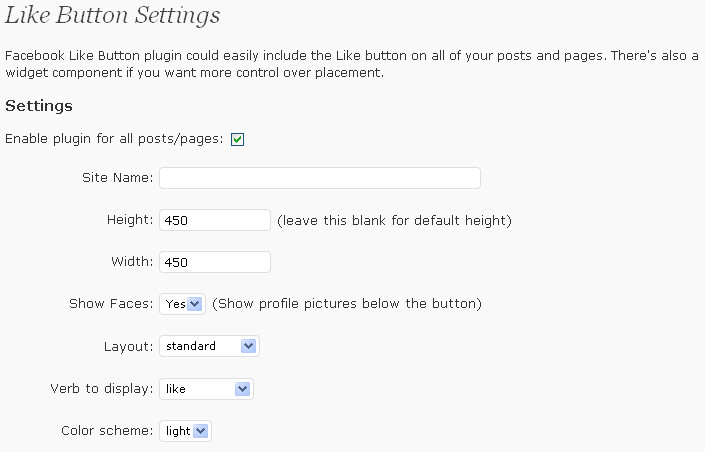 Like Button Settings
Facebook Like Button plugin could easily include the Like button on all of your posts and pages. There's also a
widget component if you want more control over placement.
Settings
Enable plugin for all posts/pages:
Site Name:
Height: 450 (leave this blank for default height)
Width: 450
Show Faces: Yes (Show profile pictures below the button)
Layout: standard
Verb to display: like
Color scheme: light